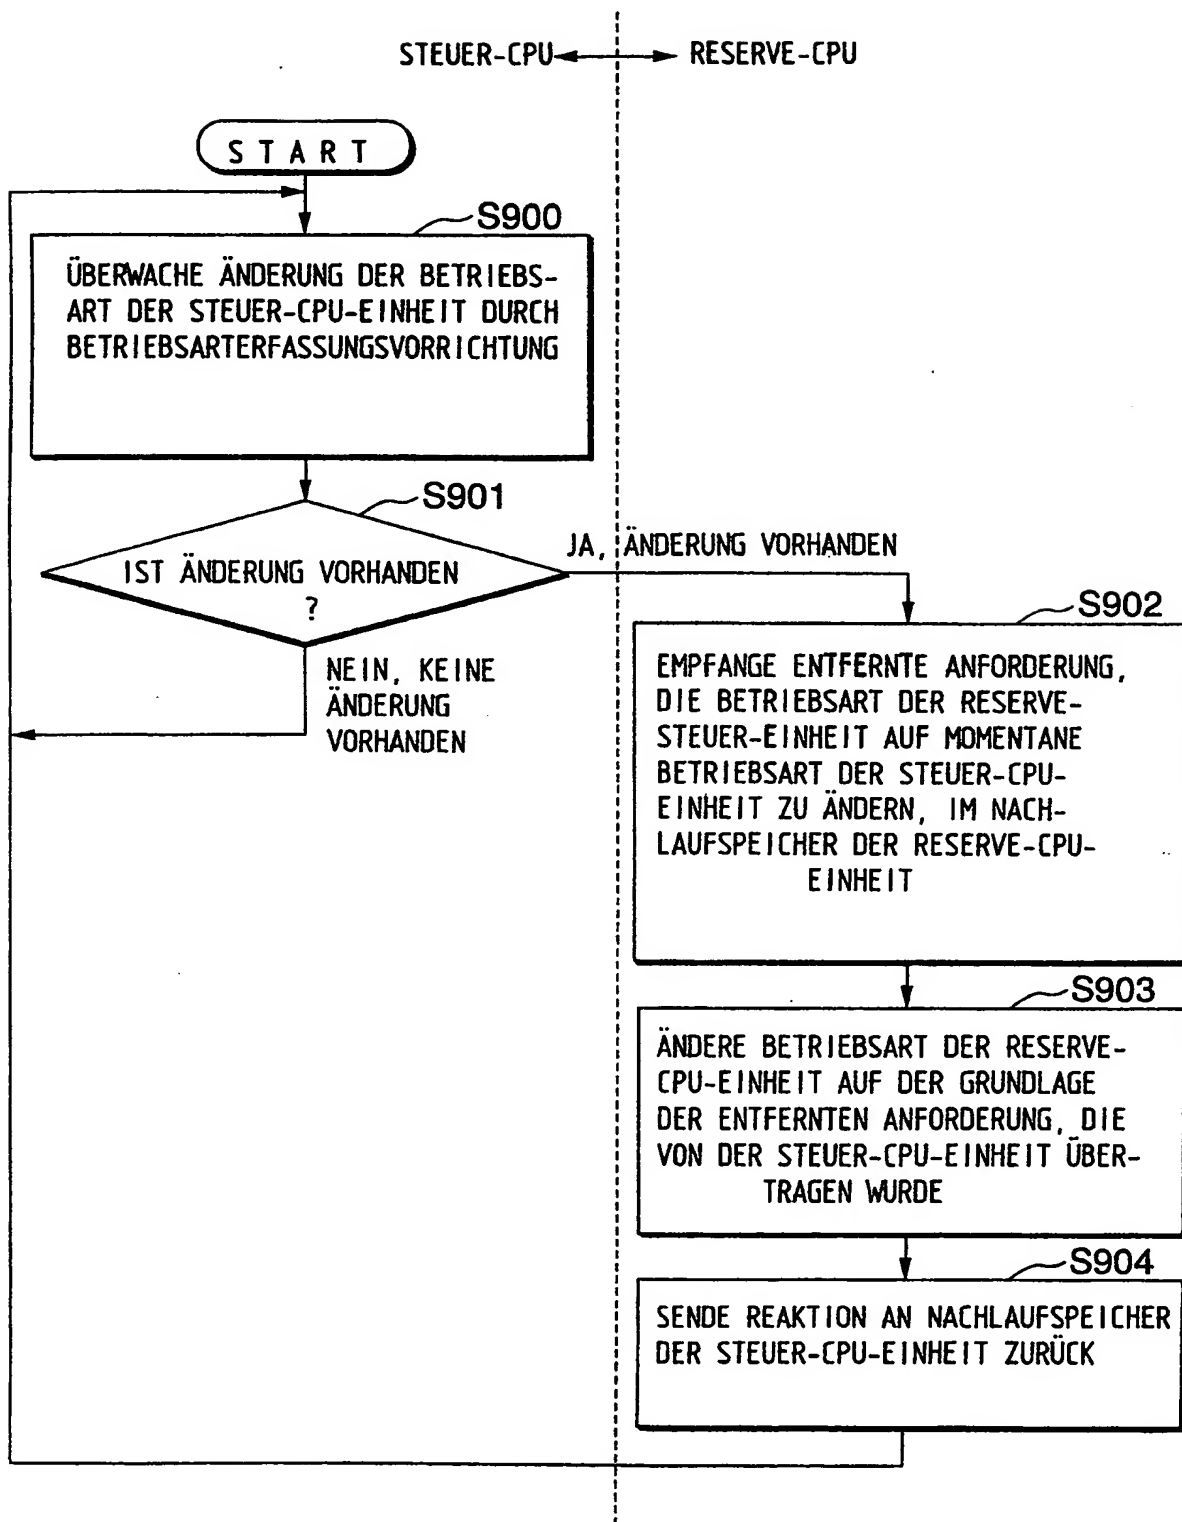 STEUER-CPU
RESERVE-CPU
START
S900
ÜBERWACHE ÄNDERUNG DER BETRIEBS-
ART DER STEUER-CPU-EINHEIT DURCH
BETRIEBSARTERFASSUNGSVORRICHTUNG
S901
IST ÄNDERUNG VORHANDEN
?
JA, ÄNDERUNG VORHANDEN
NEIN, KEINE
ÄNDERUNG
VORHANDEN
S902
EMPFANGE ENTFERNTE ANFORDERUNG,
DIE BETRIEBSART DER RESERVE-
STEUER-EINHEIT AUF MOMENTANE
BETRIEBSART DER STEUER-CPU-
EINHEIT ZU ÄNDERN, IM NACH-
LAUFSPEICHER DER RESERVE-CPU-
EINHEIT
S903
ÄNDERE BETRIEBSART DER RESERVE-
CPU-EINHEIT AUF DER GRUNDLAGE
DER ENTFERNTEN ANFORDERUNG, DIE
VON DER STEUER-CPU-EINHEIT ÜBER-
TRAGEN WURDE
S904
SENDE REAKTION AN NACHLAUFSPEICHER
DER STEUER-CPU-EINHEIT ZURÜCK